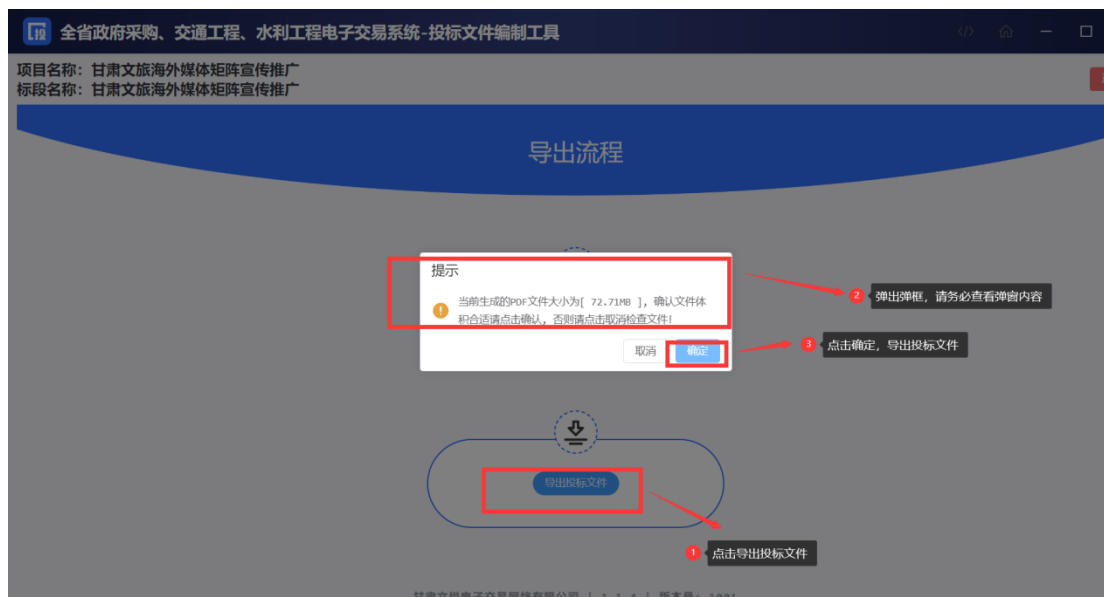 全省政府采购、交通工程、水利工程电子交易系统-投标文件编制工具
项目名称：甘肃文旅海外媒体矩阵宣传推广
标段名称：甘肃文旅海外媒体矩阵宣传推广
导出流程
提示
当前生成的PDF文件大小为[ 72.71MB ]，确认文件体
积合适请点击确认，否则请点击取消检查文件！
取消 确定
2 弹出弹框，请务必查看弹窗内容
3 点击确定，导出投标文件
导出投标文件
1 点击导出投标文件